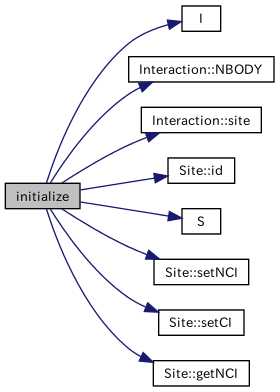 I
Interaction::NBODY
Interaction::site
initialize
Site::id
S
Site::setNCI
Site::setCI
Site::getNCI